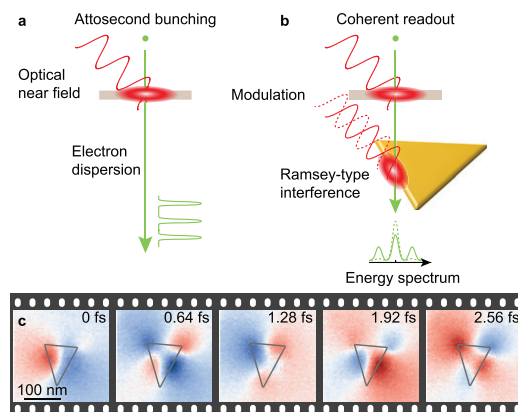 a Attosecond bunching
Optical
near field
Electron
dispersion
b Coherent readout
Modulation
Ramsey-type
interference
Energy spectrum
c 0 fs 0.64 fs 1.28 fs 1.92 fs 2.56 fs
100 nm